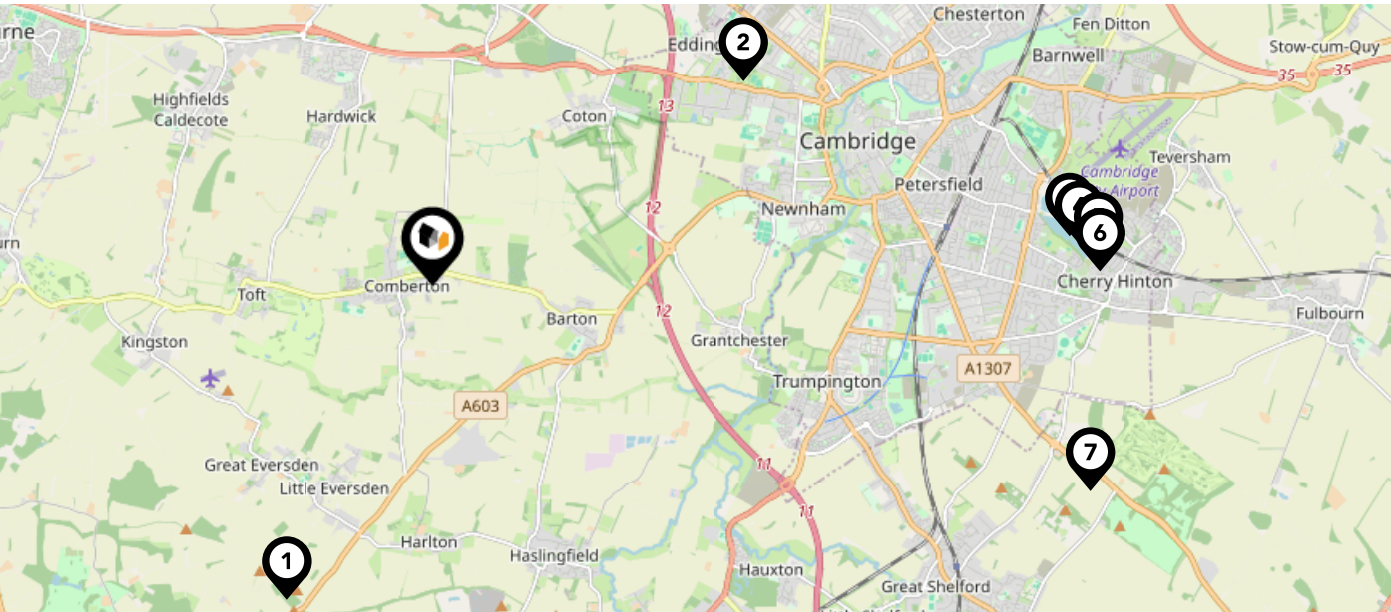 Chesterton
Fen Ditton
rne
2
Edding
Barnwell
Stow-cum-Quy
35
35
Highfields
Caldecote
Hardwick
Coton
13
Cambridge
Teversham
Cambridge
Airport
Petersfield
12
Newnham
6
urn
Comberton
Toft
Cherry Hinton
12
Barton
Fulbourn
Kingston
Grantchester
A1307
Trumpington
A603
7
Great Eversden
11
Little Eversden
11
Harlton
Haslingfield
1
Hauxton
Great Shelford